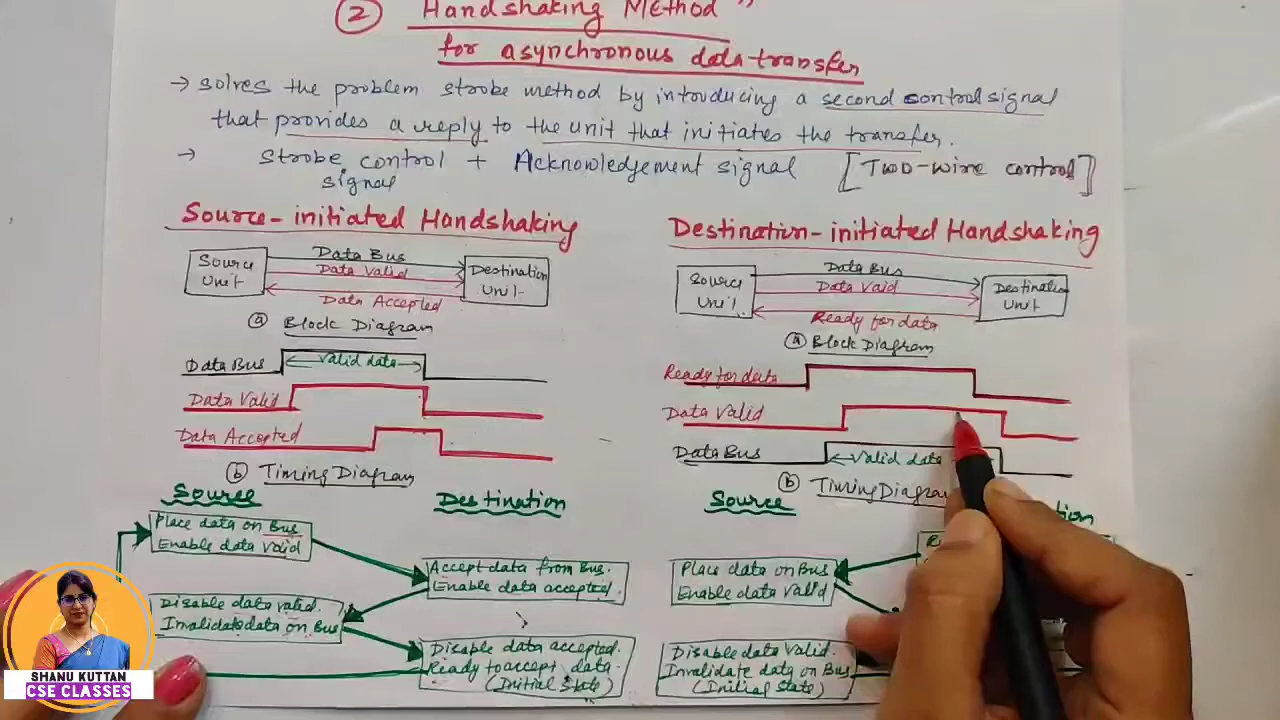 ② Handshaking Method"
for asynchronous data transfer
→ solves the problem strobe method by introducing a second control signal
that provides a reply to the unit that initiates the transfer.
→ Strobe control + Acknowledgement signal [Two-wire control]
signal
Source-initiated Handshaking
Source Unit
Data Bus
Data Valid
Data Accepted
Destination Unit
ⓐ Block Diagram
Data Bus
Valid data
Data Valid
Data Accepted
ⓑ Timing Diagram
Source
Destination
Place data on Bus
Enable data valid
Accept data from Bus.
Enable data accepted.
Disable data valid.
Invalidate data on Bus
Disable data accepted.
Ready to accept data.
(Initial State)
Destination-initiated Handshaking
Source Unit
Data Bus
Data Vaid
Ready for data
Destination Unit
ⓐ Block Diagram
Ready for data
Data Valid
Data Bus
Valid data
ⓑ Timing Diagram
Source
tion
Place data on Bus
Enable data valid
Disable data valid.
Invalidate data on Bus
(Initial State)
SHANU KUTTAN
CSE CLASSES